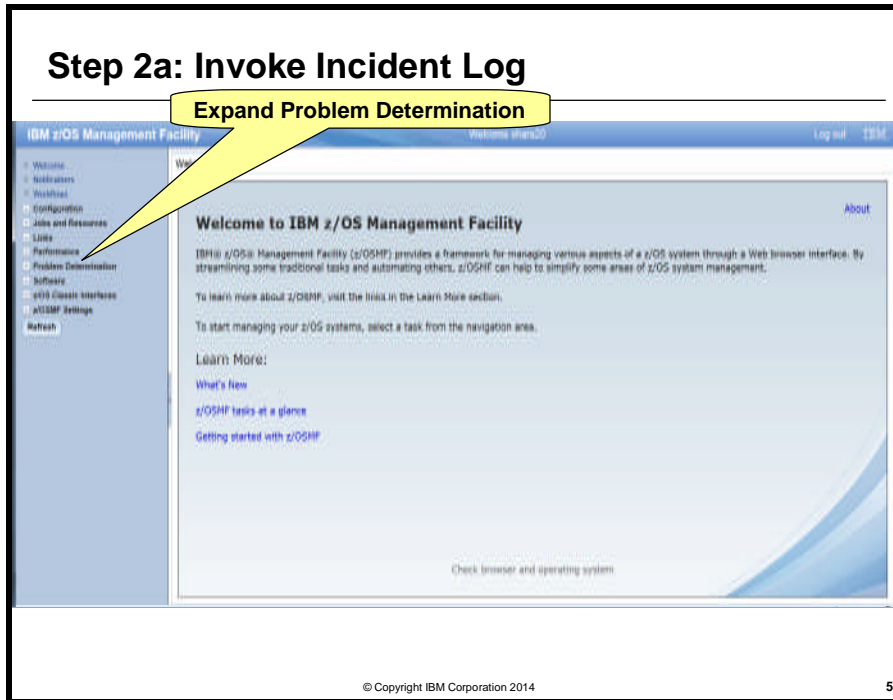 Step 2a: Invoke Incident Log
Expand Problem Determination
IBM z/OS Management Facility
Welcome share20
Log out
IBM
Welcome
Notifications
Workflows
Configuration
Jobs and Resources
Links
Performance
Problem Determination
Software
z/OS Classic Interfaces
z/OSMF Settings
Refresh
Wel
About
Welcome to IBM z/OS Management Facility
IBM® z/OS® Management Facility (z/OSMF) provides a framework for managing various aspects of a z/OS system through a Web browser interface. By
streamlining some traditional tasks and automating others, z/OSMF can help to simplify some areas of z/OS system management.
To learn more about z/OSMF, visit the links in the Learn More section.
To start managing your z/OS systems, select a task from the navigation area.
Learn More:
What's New
z/OSMF tasks at a glance
Getting started with z/OSMF
Check browser and operating system
© Copyright IBM Corporation 2014
5